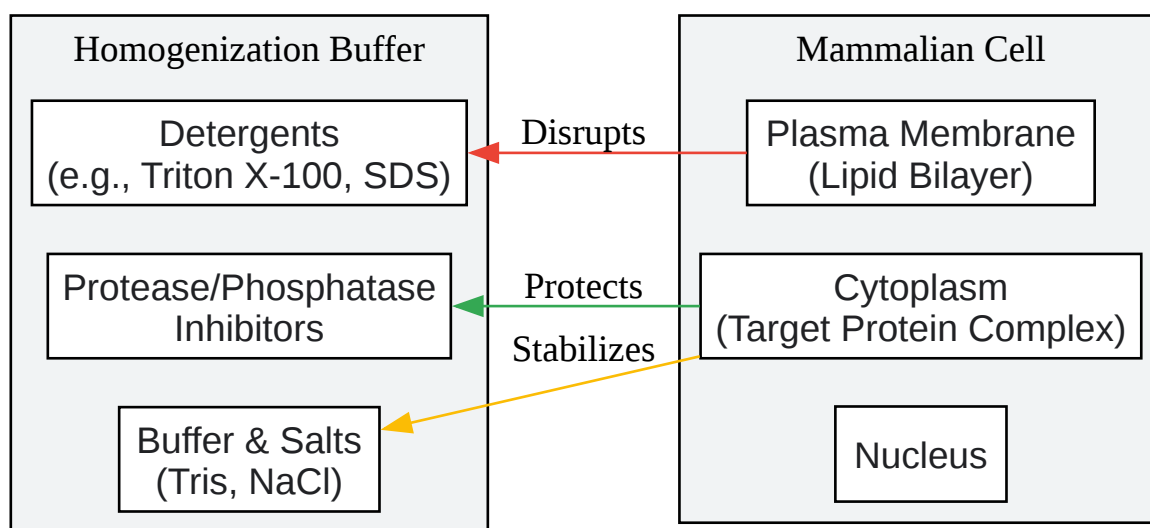 Homogenization Buffer
Detergents
(e.g., Triton X-100, SDS)
Protease/Phosphatase
Inhibitors
Buffer & Salts
(Tris, NaCl)
Disrupts
Protects
Stabilizes
Mammalian Cell
Plasma Membrane
(Lipid Bilayer)
Cytoplasm
(Target Protein Complex)
Nucleus